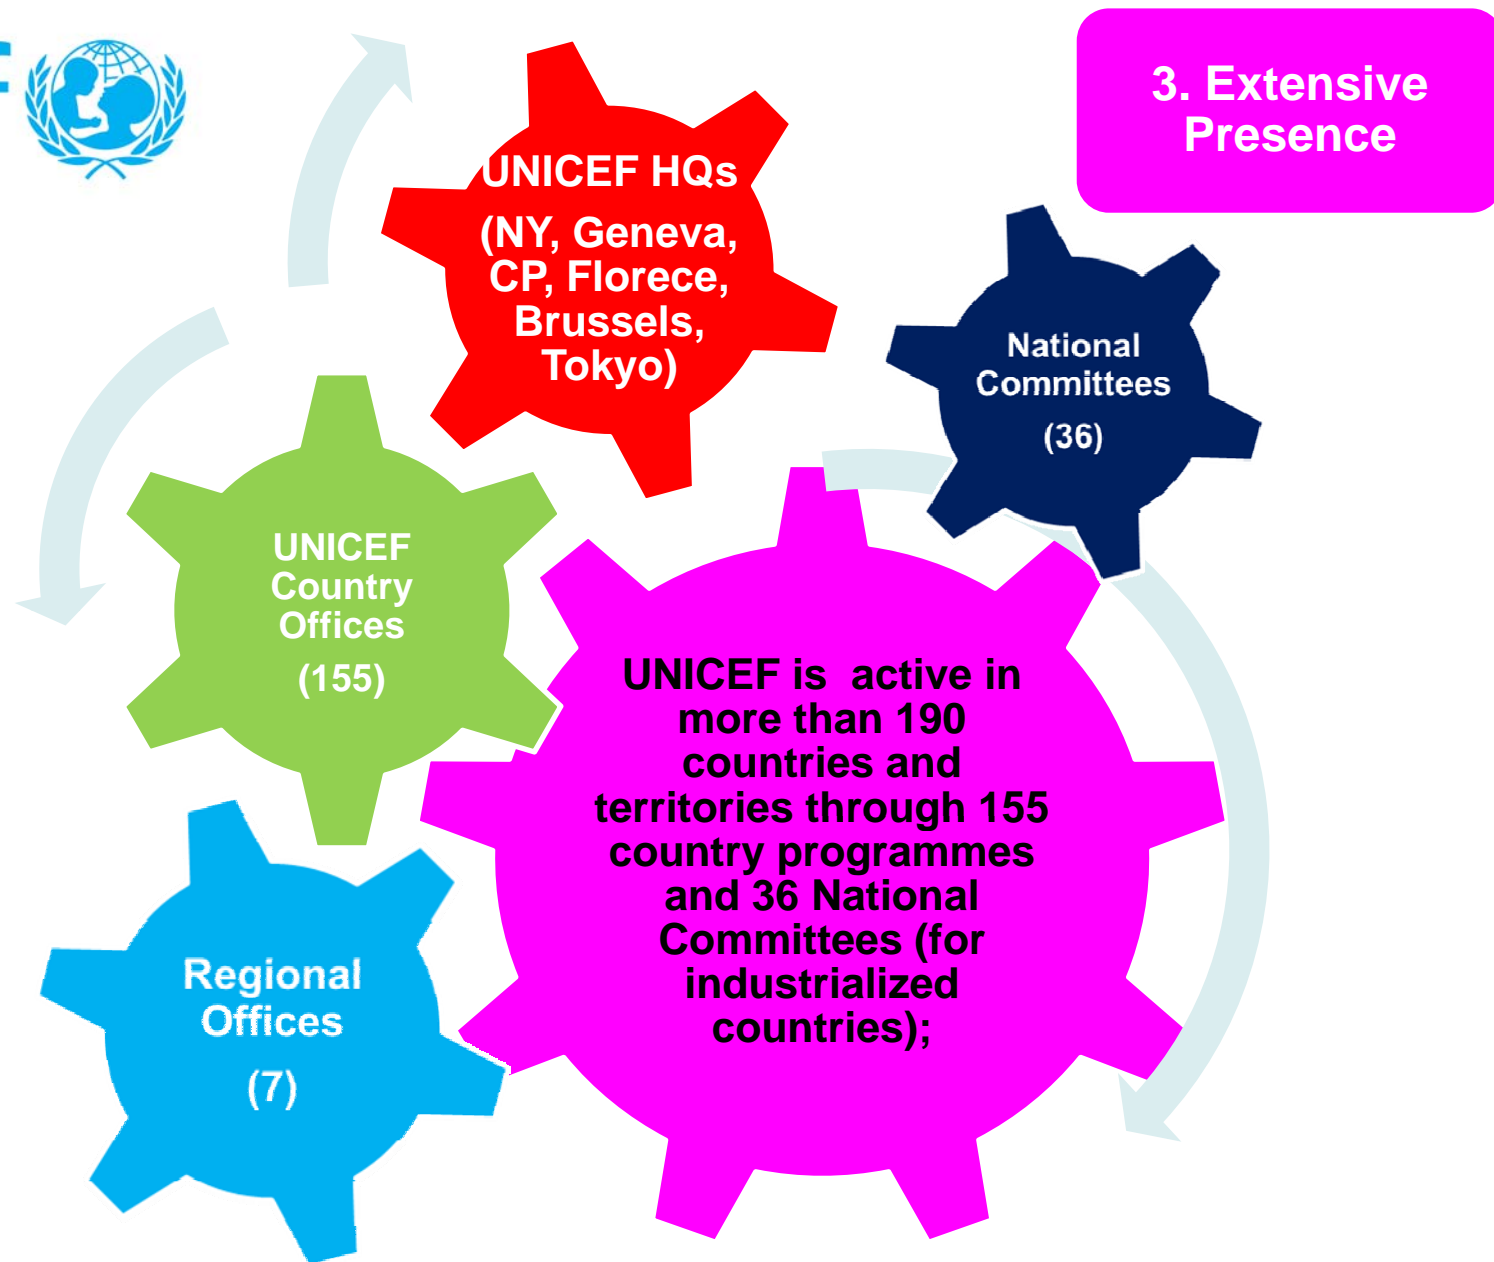 3. Extensive
Presence
UNICEF HQs
(NY, Geneva,
CP, Florece,
Brussels,
Tokyo)
National
Committees
(36)
UNICEF
Country
Offices
(155)
UNICEF is  active in
more than 190
countries and
territories through 155
country programmes
and 36 National
Committees (for
industrialized
countries);
Regional
Offices
(7)